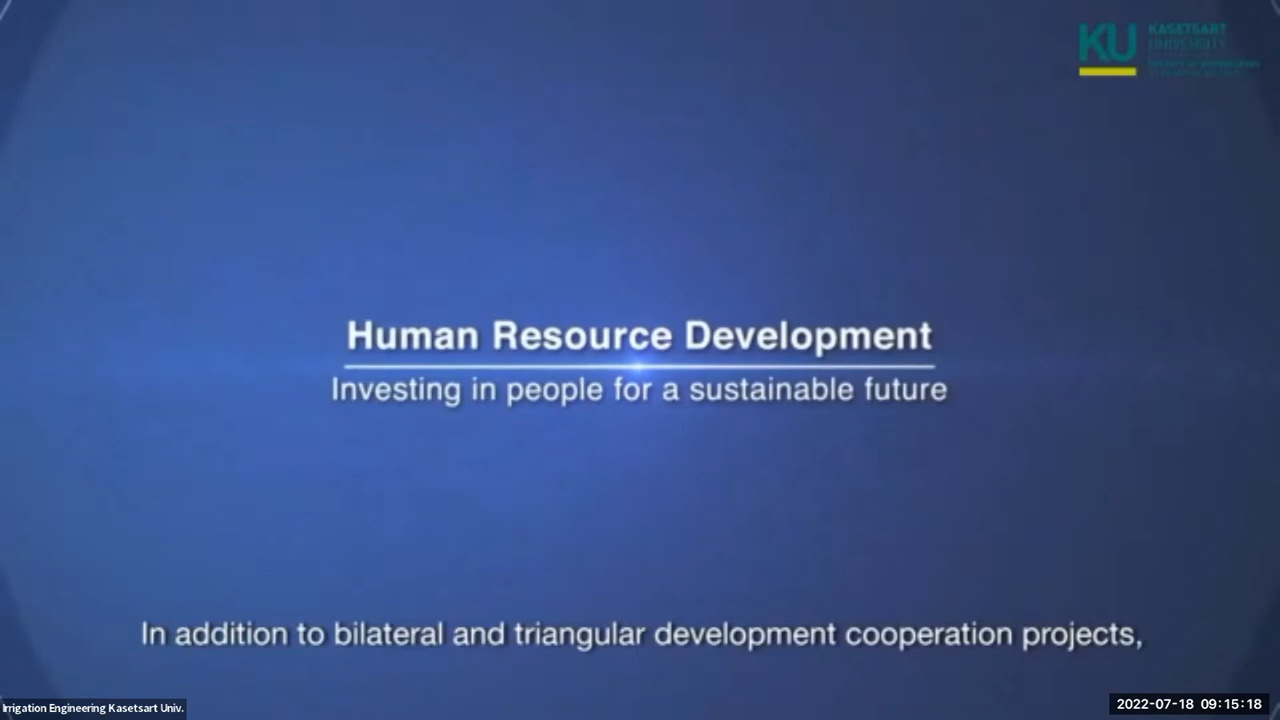 KU
KASETSART
UNIVERSITY
Human Resource Development
Investing in people for a sustainable future
In addition to bilateral and triangular development cooperation projects,
Irrigation Engineering Kasetsart Univ.
2022-07-18 09:15:18